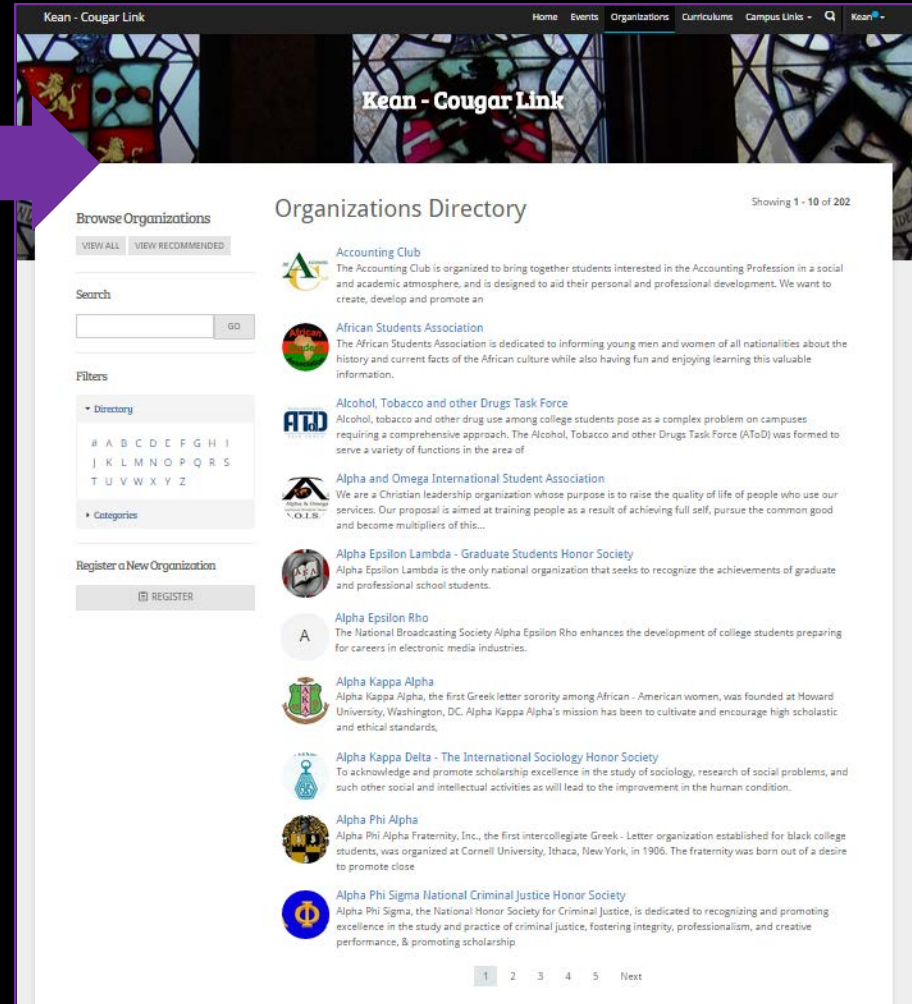 Kean - Cougar Link
Home Events Organizations Curriculums Campus Links Kean
Kean - Cougar Link
Browse Organizations
VIEW ALL VIEW RECOMMENDED
Search
GO
Filters
Directory
# A B C D E F G H I
J K L M N O P Q R S
T U V W X Y Z
Categories
Register a New Organization
REGISTER
Organizations Directory
Showing 1 - 10 of 202
Accounting Club
The Accounting Club is organized to bring together students interested in the Accounting Profession in a social
and academic atmosphere, and is designed to aid their personal and professional development. We want to
create, develop and promote an
African Students Association
African Students Association
The African Students Association is dedicated to informing young men and women of all nationalities about the
history and current facts of the African culture while also having fun and enjoying learning this valuable
information.
ATOD
Alcohol, Tobacco and other Drugs Task Force
Alcohol, tobacco and other drug use among college students pose as a complex problem on campuses
requiring a comprehensive approach. The Alcohol, Tobacco and other Drugs Task Force (AToD) was formed to
serve a variety of functions in the area of
Alpha & Omega
O.I.S.
Alpha and Omega International Student Association
We are a Christian leadership organization whose purpose is to raise the quality of life of people who use our
services. Our proposal is aimed at training people as a result of achieving full self, pursue the common good
and become multipliers of this...
Alpha Epsilon Lambda - Graduate Students Honor Society
Alpha Epsilon Lambda is the only national organization that seeks to recognize the achievements of graduate
and professional school students.
A
Alpha Epsilon Rho
The National Broadcasting Society Alpha Epsilon Rho enhances the development of college students preparing
for careers in electronic media industries.
AKA
Alpha Kappa Alpha
Alpha Kappa Alpha, the first Greek letter sorority among African - American women, was founded at Howard
University, Washington, DC. Alpha Kappa Alpha's mission has been to cultivate and encourage high scholastic
and ethical standards,
Alpha Kappa Delta - The International Sociology Honor Society
To acknowledge and promote scholarship excellence in the study of sociology, research of social problems, and
such other social and intellectual activities as will lead to the improvement in the human condition.
Alpha Phi Alpha
Alpha Phi Alpha Fraternity, Inc., the first intercollegiate Greek - Letter organization established for black college
students, was organized at Cornell University, Ithaca, New York, in 1906. The fraternity was born out of a desire
to promote close
Φ
Alpha Phi Sigma National Criminal Justice Honor Society
Alpha Phi Sigma, the National Honor Society for Criminal Justice, is dedicated to recognizing and promoting
excellence in the study and practice of criminal justice, fostering integrity, professionalism, and creative
performance, & promoting scholarship
1 2 3 4 5 Next